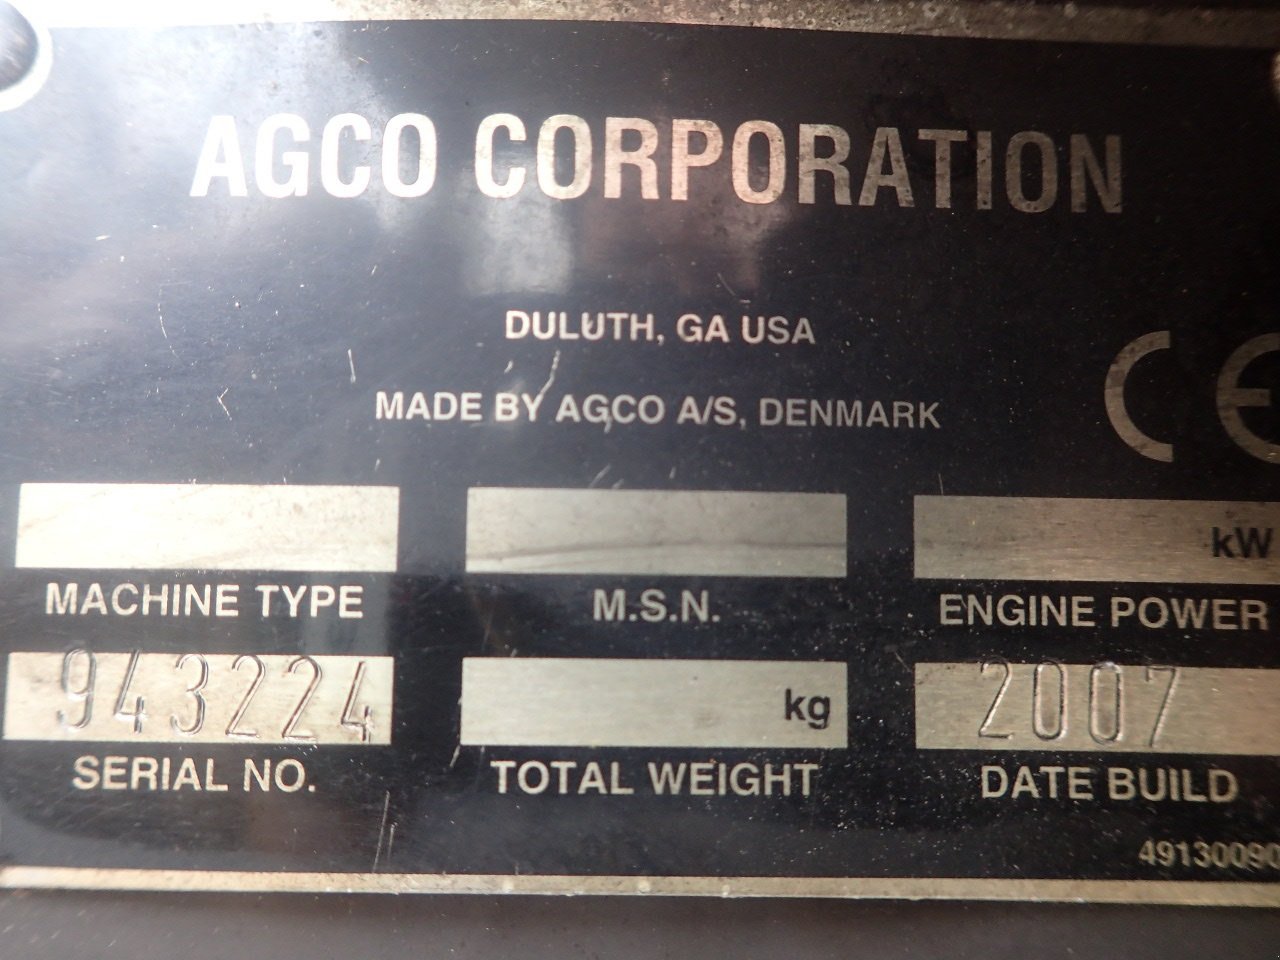 AGCO CORPORATION
DULUTH, GA USA
MADE BY AGCO A/S, DENMARK
CE
kW
MACHINE TYPE M.S.N. ENGINE POWER
943224 kg 2007
SERIAL NO. TOTAL WEIGHT DATE BUILD
49130090